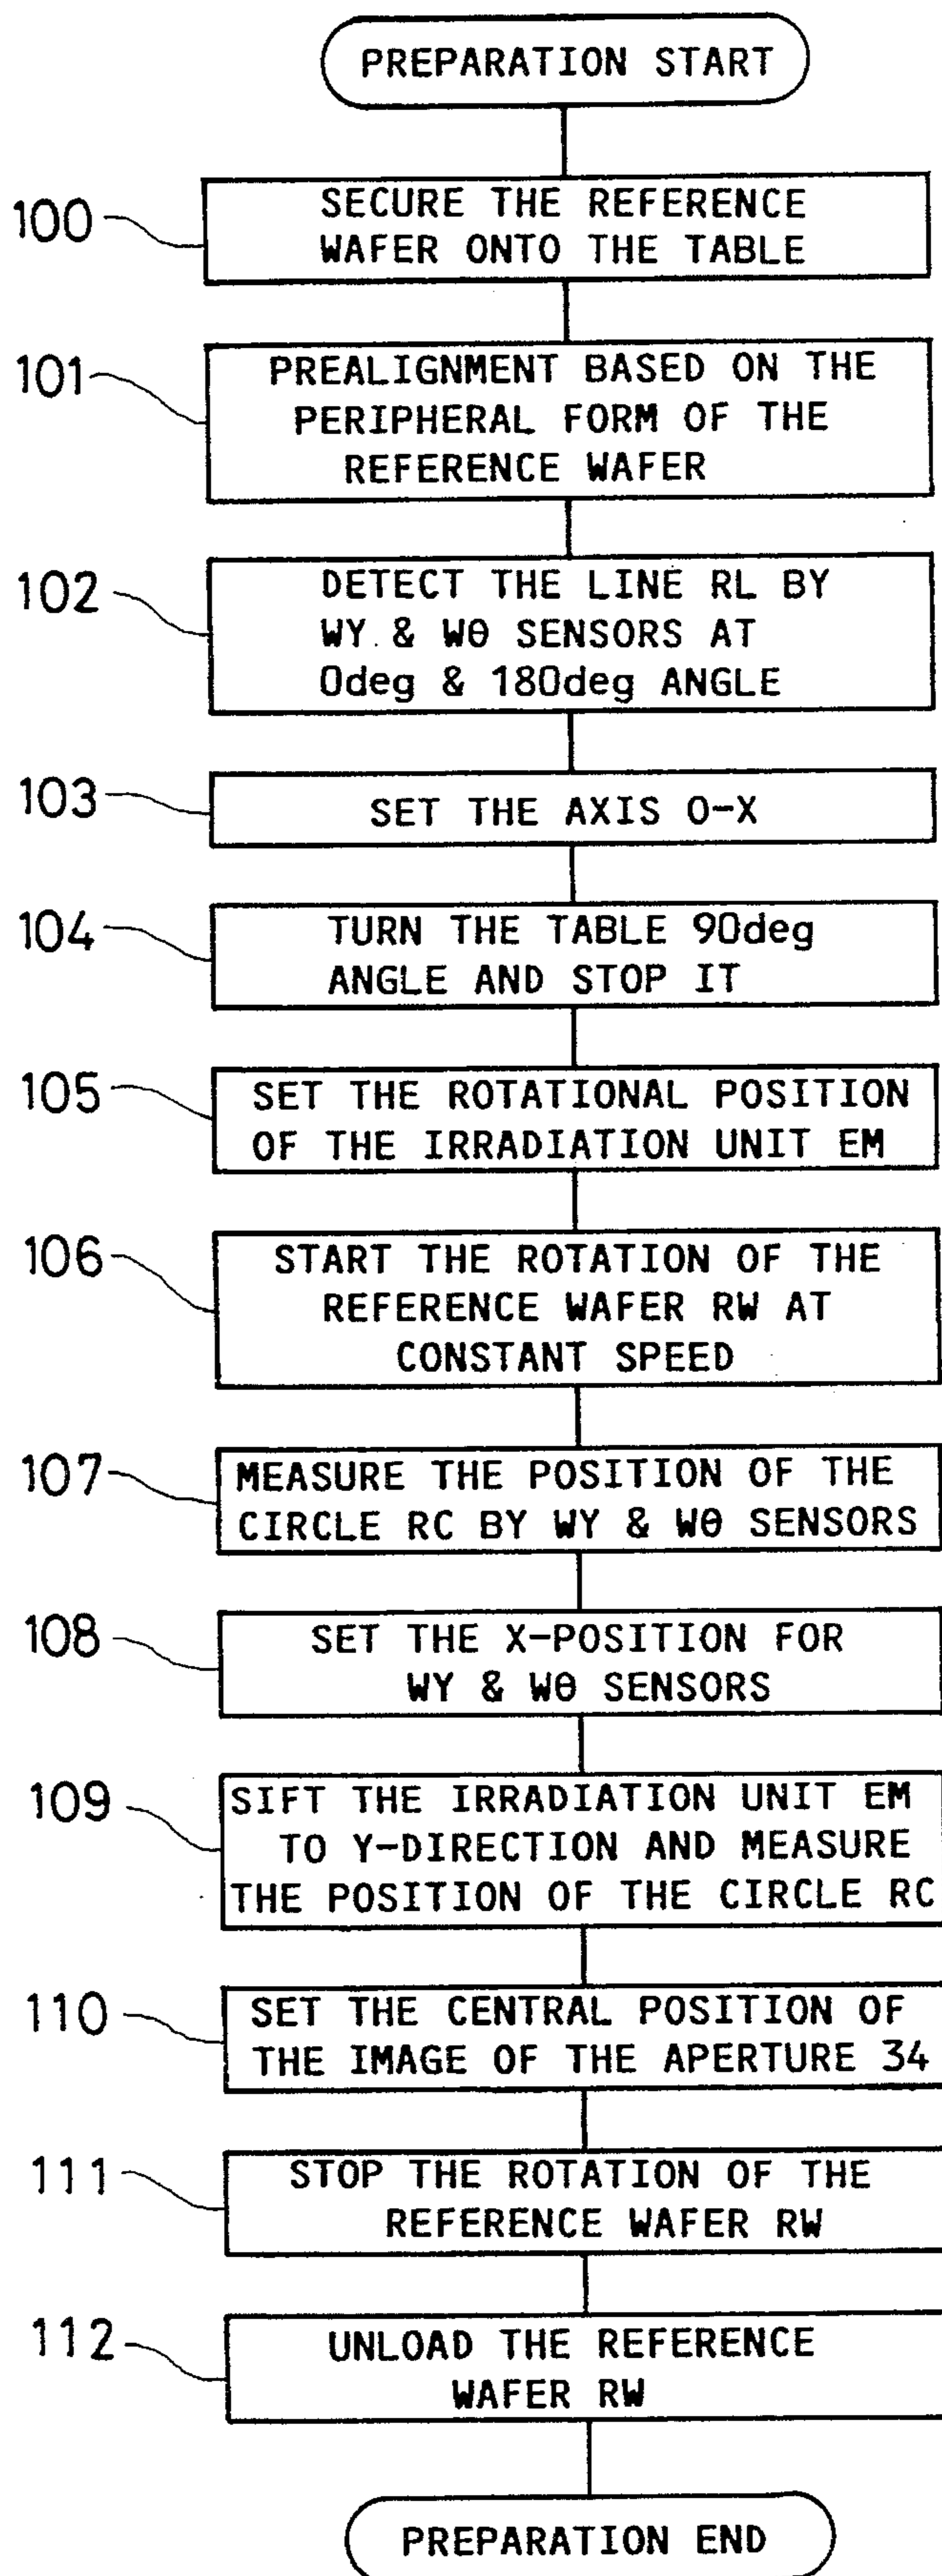 PREPARATION START
100
SECURE THE REFERENCE
WAFER ONTO THE TABLE
101
PREALIGNMENT BASED ON THE
PERIPHERAL FORM OF THE
REFERENCE WAFER
102
DETECT THE LINE RL BY
WY & WΘ SENSORS AT
0deg & 180deg ANGLE
103
SET THE AXIS O-X
104
TURN THE TABLE 90deg
ANGLE AND STOP IT
105
SET THE ROTATIONAL POSITION
OF THE IRRADIATION UNIT EM
106
START THE ROTATION OF THE
REFERENCE WAFER RW AT
CONSTANT SPEED
107
MEASURE THE POSITION OF THE
CIRCLE RC BY WY & WΘ SENSORS
108
SET THE X-POSITION FOR
WY & WΘ SENSORS
109
SIFT THE IRRADIATION UNIT EM
TO Y-DIRECTION AND MEASURE
THE POSITION OF THE CIRCLE RC
110
SET THE CENTRAL POSITION OF
THE IMAGE OF THE APERTURE 34
111
STOP THE ROTATION OF THE
REFERENCE WAFER RW
112
UNLOAD THE REFERENCE
WAFER RW
PREPARATION END